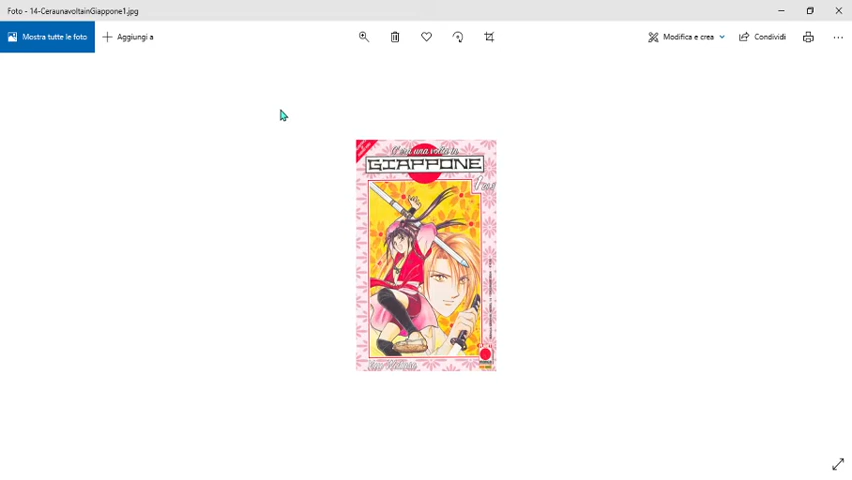 Foto - 14-CeraunavoltainGiappone1.jpg
Mostra tutte le foto
Aggiungi a
Modifica e crea
Condividi
C'era una volta in
GIAPPONE